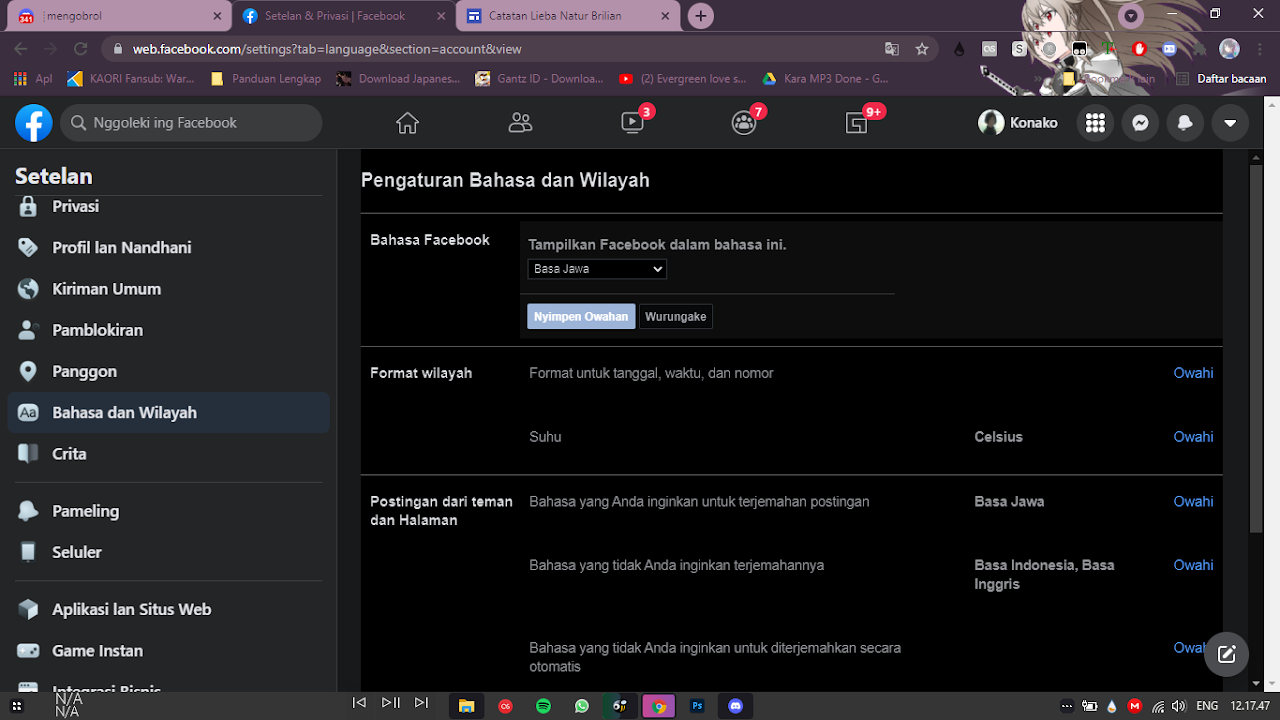 341
mengobrol
Setelan & Privasi | Facebook
Catatan Lieba Natur Brilian
web.facebook.com/settings?tab=language&section=account&view
Apl
KAORI Fansub: War...
Panduan Lengkap
Download Japanes...
Gantz ID - Downloa...
(2) Evergreen love s...
Kara MP3 Done - G...
Daftar bacaan
Nggoleki ing Facebook
3
7
9+
Konako
Setelan
Privasi
Profil lan Nandhani
Kiriman Umum
Pamblokiran
Panggon
Aa
Bahasa dan Wilayah
Crita
Pameling
Seluler
Aplikasi lan Situs Web
Game Instan
Integrasi Bisnis
Pengaturan Bahasa dan Wilayah
Bahasa Facebook
Tampilkan Facebook dalam bahasa ini.
Basa Jawa
Nyimpen Owahan
Wurungake
Format wilayah
Format untuk tanggal, waktu, dan nomor
Owahi
Suhu
Celsius
Owahi
Postingan dari teman dan Halaman
Bahasa yang Anda inginkan untuk terjemahan postingan
Basa Jawa
Owahi
Bahasa yang tidak Anda inginkan terjemahannya
Basa Indonesia, Basa Inggris
Owahi
Bahasa yang tidak Anda inginkan untuk diterjemahkan secara otomatis
N/A
N/A
Ps
ENG
12.17.47